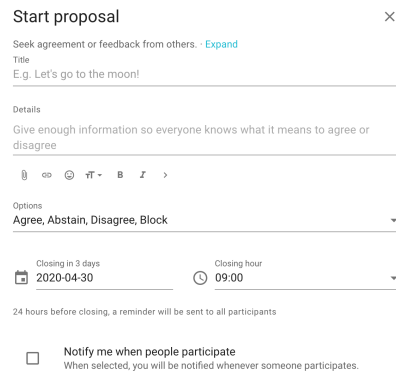 Start proposal
Seek agreement or feedback from others. · Expand
Title
E.g. Let's go to the moon!
Details
Give enough information so everyone knows what it means to agree or
disagree
B I
Options
Agree, Abstain, Disagree, Block
Closing in 3 days
2020-04-30
Closing hour
09:00
24 hours before closing, a reminder will be sent to all participants
Notify me when people participate
When selected, you will be notified whenever someone participates.